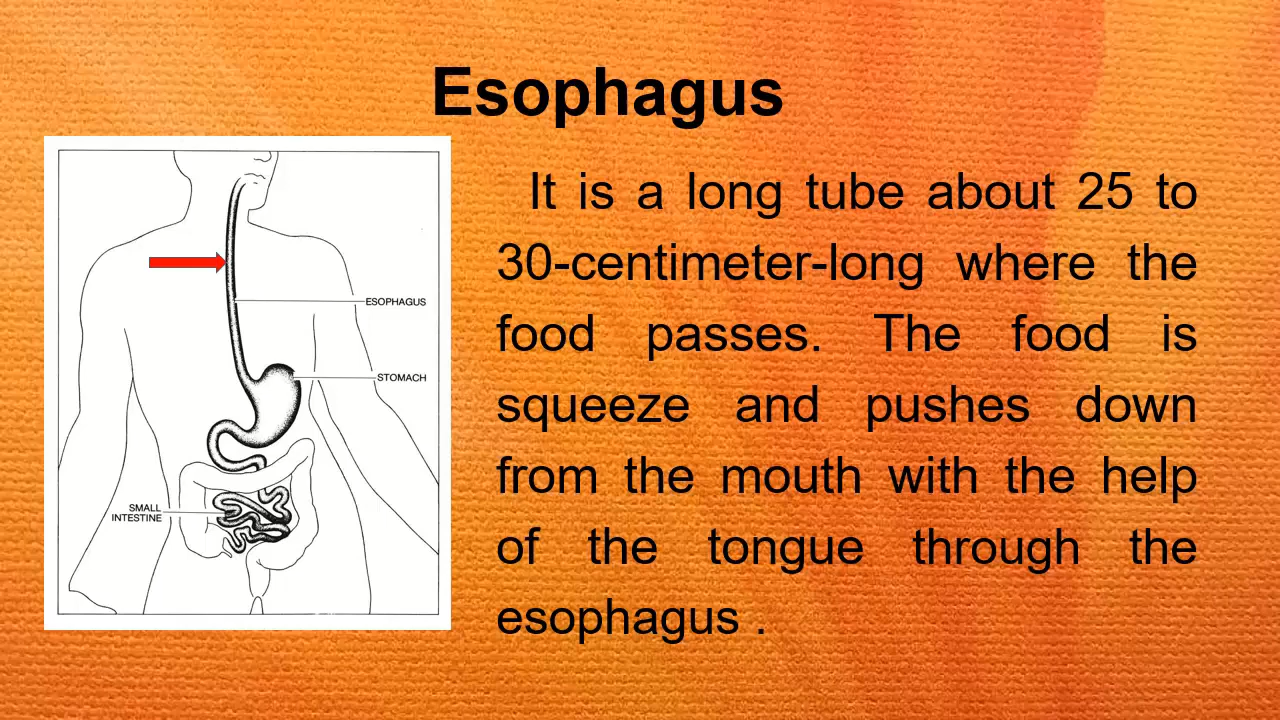 Esophagus
It is a long tube about 25 to
30-centimeter-long where the
food passes. The food is
squeeze and pushes down
from the mouth with the help
of the tongue through the
esophagus .
ESOPHAGUS
STOMACH
SMALL
INTESTINE